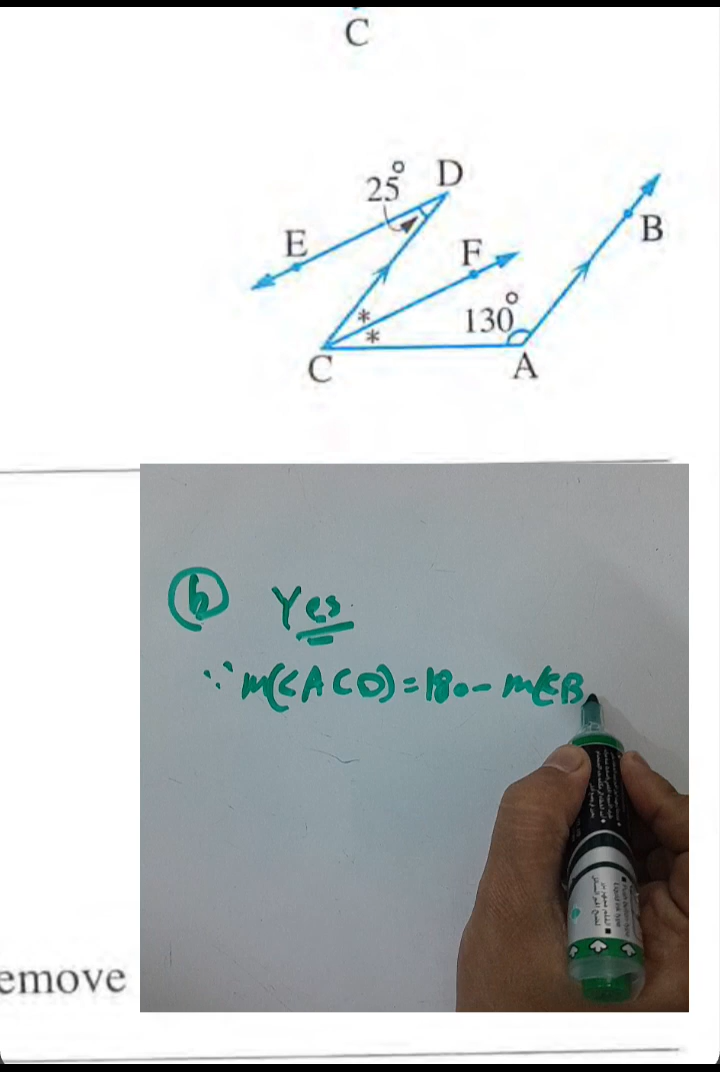 C
25° D
E
F
B
130°
* *
C A
(b) Yes
∵ m(<ACD)=180- m(<B
emove